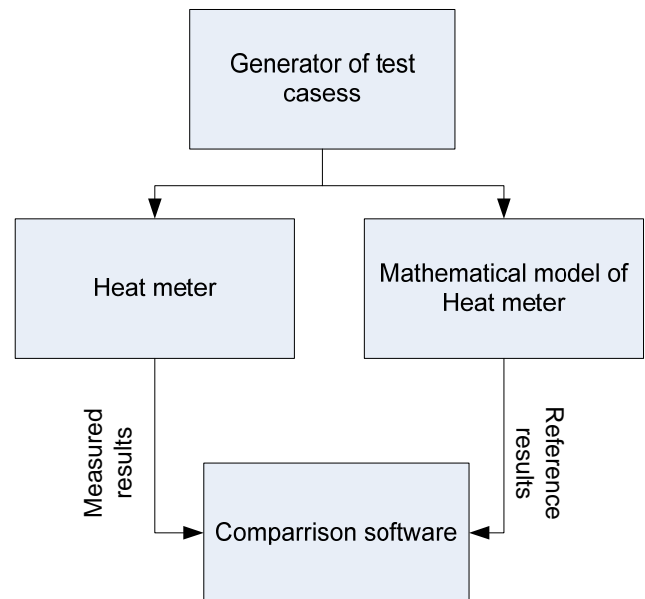 Generator of test
casess
Heat meter
Mathematical model of
Heat meter
Measured
results
Reference
results
Comparrison software